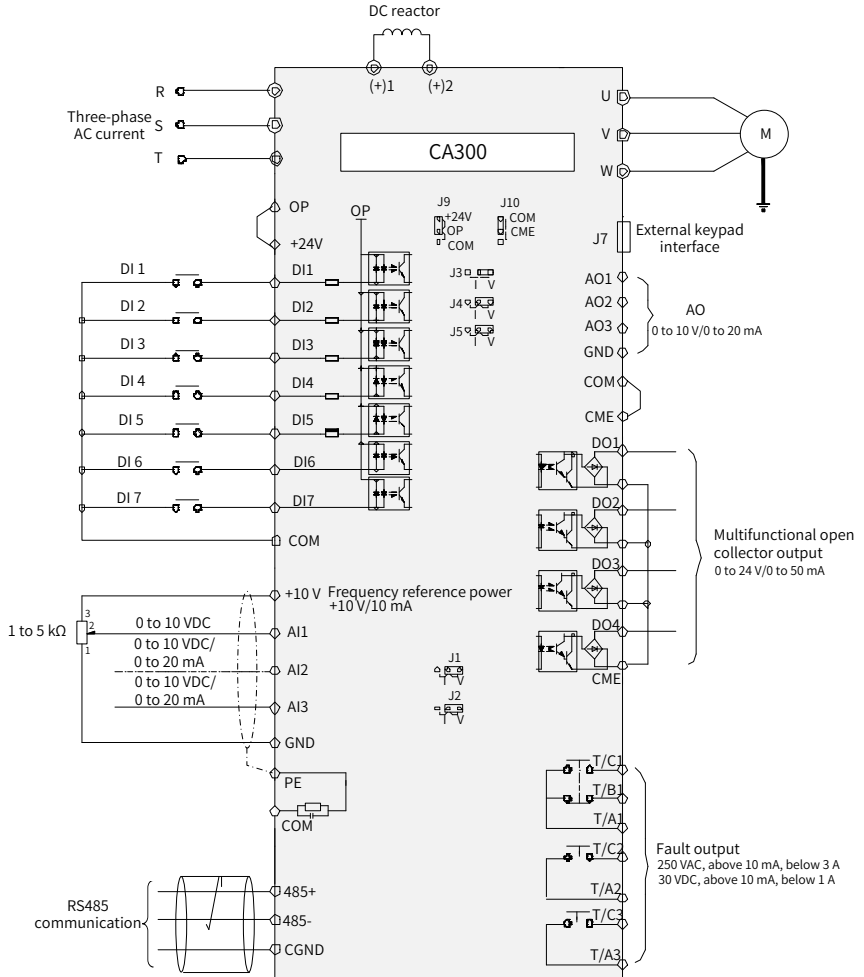 DC reactor
(+)1
(+)2
R
Three-phase
AC current
S
T
U
V
W
M
CA300
OP
+24V
OP
J9
+24V
OP
COM
J10
COM
CME
J7
External keypad
interface
J3
I V
J4
I V
J5
I V
DI 1
DI1
DI 2
DI2
DI 3
DI3
DI 4
DI4
DI 5
DI5
DI 6
DI6
DI 7
DI7
COM
AO1
AO2
AO3
GND
AO
0 to 10 V/0 to 20 mA
COM
CME
DO1
DO2
DO3
DO4
CME
Multifunctional open
collector output
0 to 24 V/0 to 50 mA
+10 V
Frequency reference power
+10 V/10 mA
1 to 5 kΩ
3
2
1
0 to 10 VDC
AI1
0 to 10 VDC/
0 to 20 mA
AI2
0 to 10 VDC/
0 to 20 mA
AI3
GND
J1
I V
J2
I V
PE
COM
T/C1
T/B1
T/A1
T/C2
T/A2
T/C3
T/A3
Fault output
250 VAC, above 10 mA, below 3 A
30 VDC, above 10 mA, below 1 A
RS485
communication
485+
485-
CGND